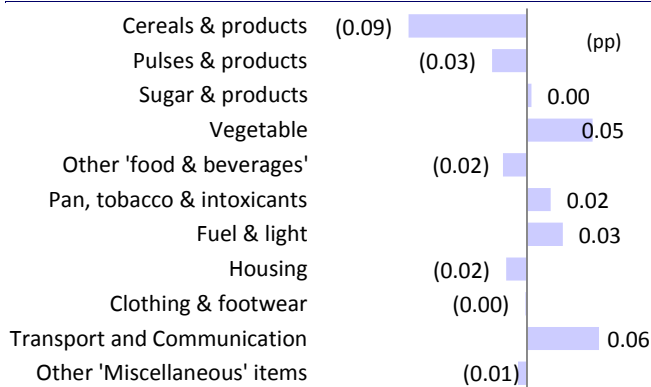 Cereals & products (0.09)
(pp)
Pulses & products (0.03)
Sugar & products 0.00
Vegetable 0.05
Other 'food & beverages' (0.02)
Pan, tobacco & intoxicants 0.02
Fuel & light 0.03
Housing (0.02)
Clothing & footwear (0.00)
Transport and Communication 0.06
Other 'Miscellaneous' items (0.01)